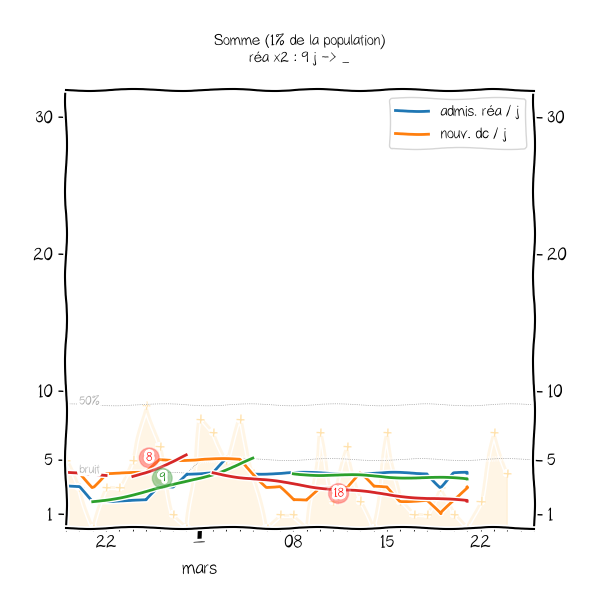 Somme (1% de la population)
réa x2 : 9 j -> _
admis. réa / j
nouv. dc / j
30 30
20 20
10 10
50%
5 5
bruit
8
9
18
1 1
22 1 08 15 22
mars